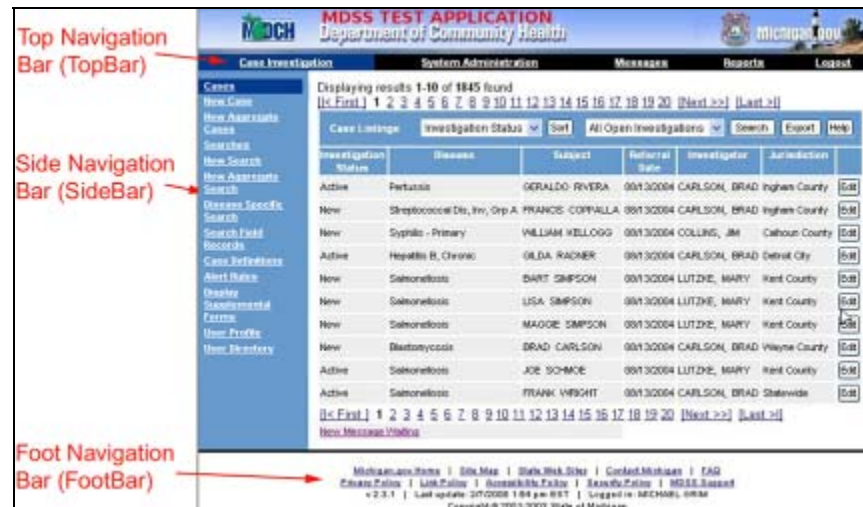 MDCH
MDSS TEST APPLICATION
Department of Community Health
Michigan.gov
Top Navigation
Bar (TopBar)
Case Investigation System Administration Messages Reports Logout
Side Navigation
Bar (SideBar)
Cases
New Case
New Aggregate
Cases
Searches
New Search
New Aggregate
Search
Disease Specific
Search
Search Field
Records
Case Definitions
Alert Rules
Display
Supplemental
Forms
User Profile
User Directory
Displaying results 1-10 of 1845 found
[|< First ] 1 2 3 4 5 6 7 8 9 10 11 12 13 14 15 16 17 18 19 20 [Next >>] [Last >|]
Case Listings Investigation Status Sort All Open Investigations Search Export Help
Investigation Status Disease Subject Referral Date Investigator Jurisdiction
Active Pertussis GERALDO RIVERA 08/13/2004 CARLSON, BRAD Ingham County Edit
New Streptococcal Dis, Inv, Grp A FRANCIS COPPALLA 08/13/2004 CARLSON, BRAD Ingham County Edit
New Syphilis - Primary WILLIAM KELLOGG 08/13/2004 COLLINS, JIM Calhoun County Edit
Active Hepatitis B, Chronic GILDA RADNER 08/13/2004 CARLSON, BRAD Detroit City Edit
New Salmonellosis BART SIMPSON 08/13/2004 LUTZKE, MARY Kent County Edit
New Salmonellosis LISA SIMPSON 08/13/2004 LUTZKE, MARY Kent County Edit
New Salmonellosis MAGGIE SIMPSON 08/13/2004 LUTZKE, MARY Kent County Edit
New Blastomycosis BRAD CARLSON 08/13/2004 CARLSON, BRAD Wayne County Edit
Active Salmonellosis JOE SCHMOE 08/13/2004 LUTZKE, MARY Kent County Edit
Active Salmonellosis FRANK WRIGHT 08/13/2004 CARLSON, BRAD Statewide Edit
[|< First ] 1 2 3 4 5 6 7 8 9 10 11 12 13 14 15 16 17 18 19 20 [Next >>] [Last >|]
New Message Waiting
Foot Navigation
Bar (FootBar)
Michigan.gov Home | Site Map | State Web Sites | Contact Michigan | FAQ
Privacy Policy | Link Policy | Accessibility Policy | Security Policy | MDSS Support
v 2.3.1 | Last update: 2/7/2008 pm EST | Logged in: MICHAEL GRIM
State of Michigan